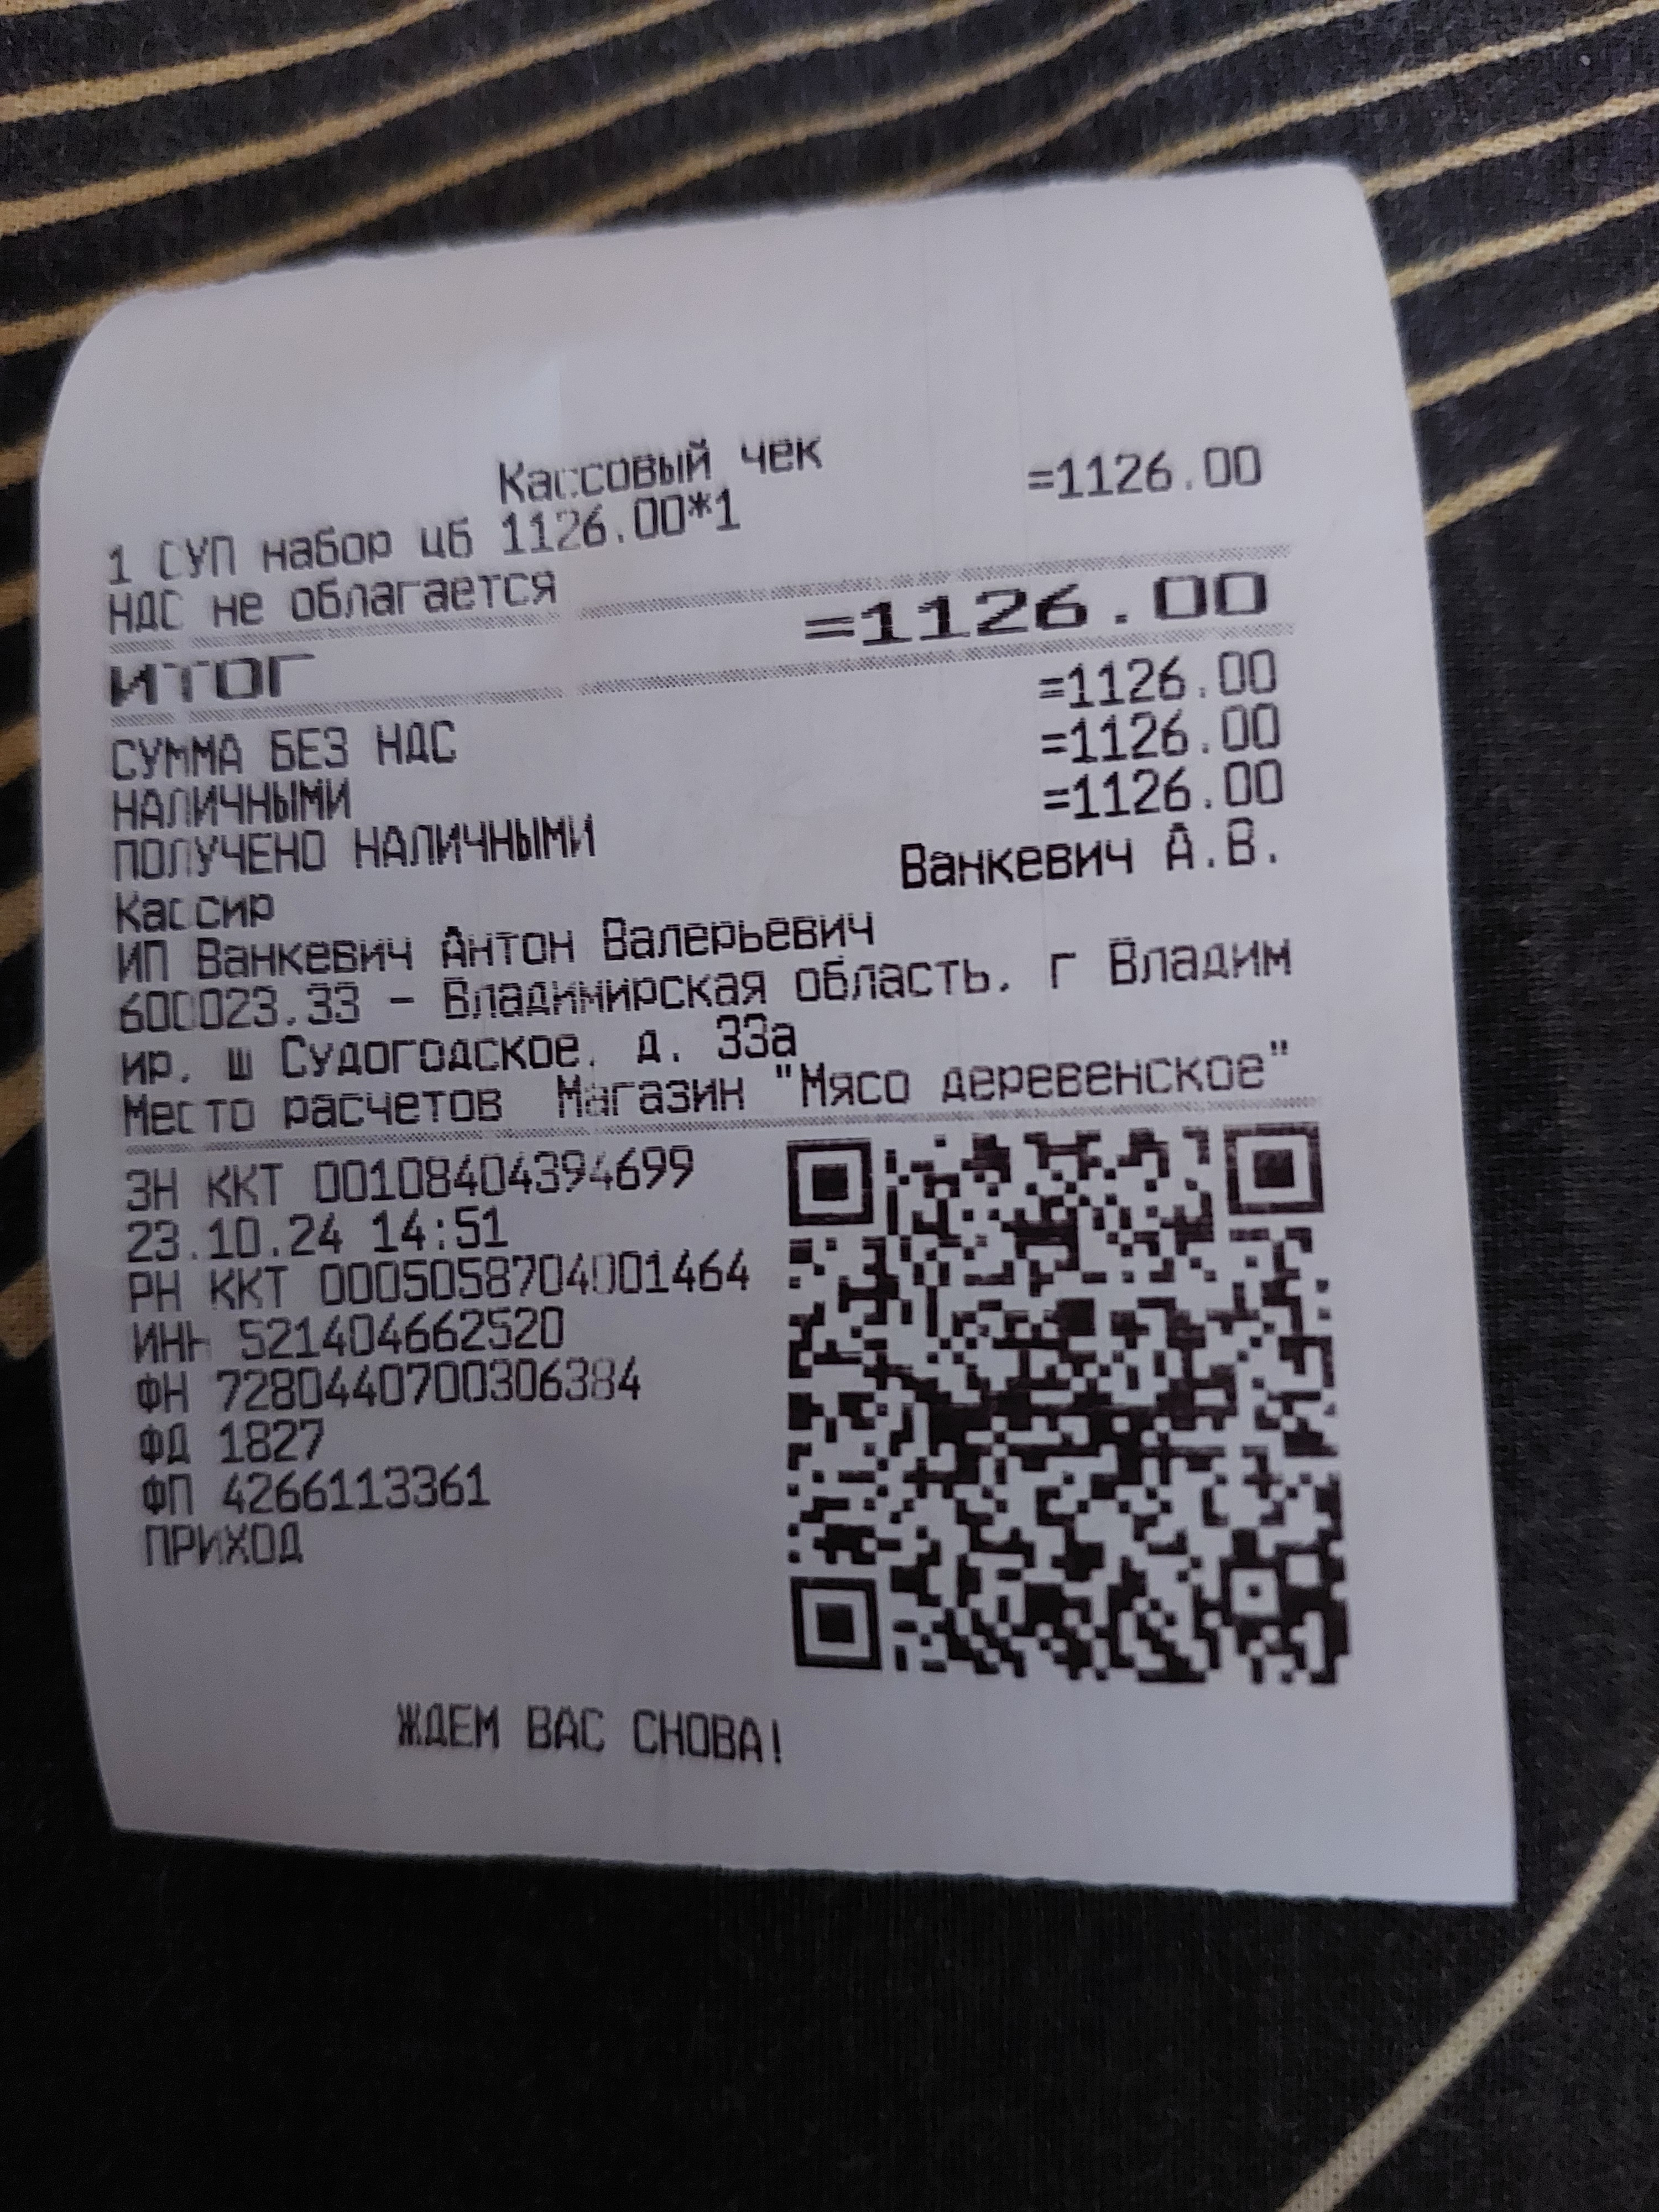 Кассовый чек
1 СУП набор цб 1126.00*1 =1126.00
НДС не облагается
ИТОГ =1126.00
СУММА БЕЗ НДС =1126.00
НАЛИЧНЫМИ =1126.00
ПОЛУЧЕНО НАЛИЧНЫМИ =1126.00
Кассир Ванкевич А.В.
ИП Ванкевич Антон Валерьевич
600023,33 - Владимирская область, г Владим
ир, ш Судогодское, д. 33а
Место расчетов Магазин "Мясо деревенское"
ЗН ККТ 00108404394699
23.10.24 14:51
РН ККТ 0005058704001464
ИНН 521404662520
ФН 7280440700306384
ФД 1827
ФП 4266113361
ПРИХОД
ЖДЕМ ВАС СНОВА!